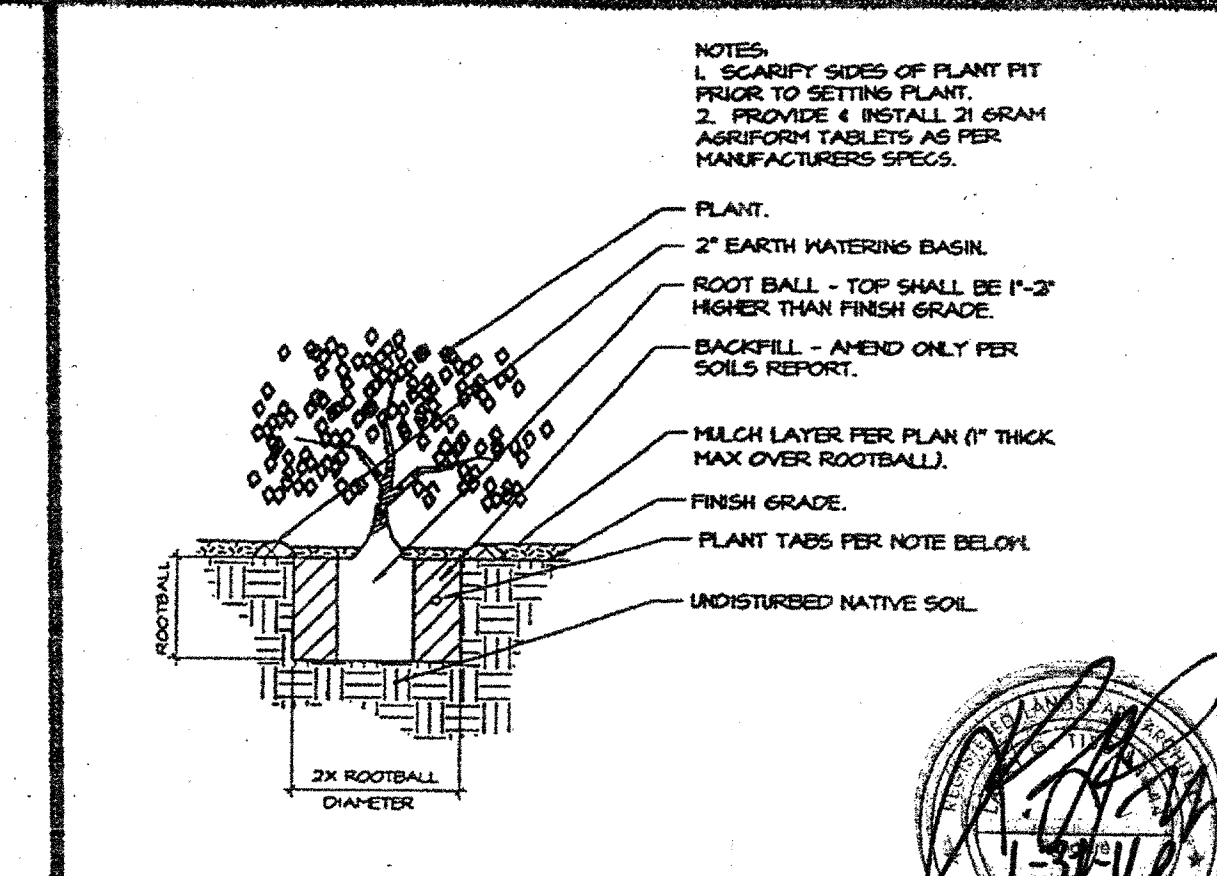 NOTES:
1. SCARIFY SIDES OF PLANT PIT
PRIOR TO SETTING PLANT.
2. PROVIDE & INSTALL 21 GRAM
AGRIFORM TABLETS AS PER
MANUFACTURERS SPECS.
PLANT.
2" EARTH WATERING BASIN.
ROOT BALL - TOP SHALL BE 1"-2"
HIGHER THAN FINISH GRADE.
BACKFILL - AMEND ONLY PER
SOILS REPORT.
MULCH LAYER PER PLAN (1" THICK
MAX OVER ROOTBALL).
FINISH GRADE.
PLANT TABS PER NOTE BELOW.
UNDISTURBED NATIVE SOIL
ROOTBALL
2X ROOTBALL
DIAMETER
REGISTERED LANDSCAPE ARCHIT